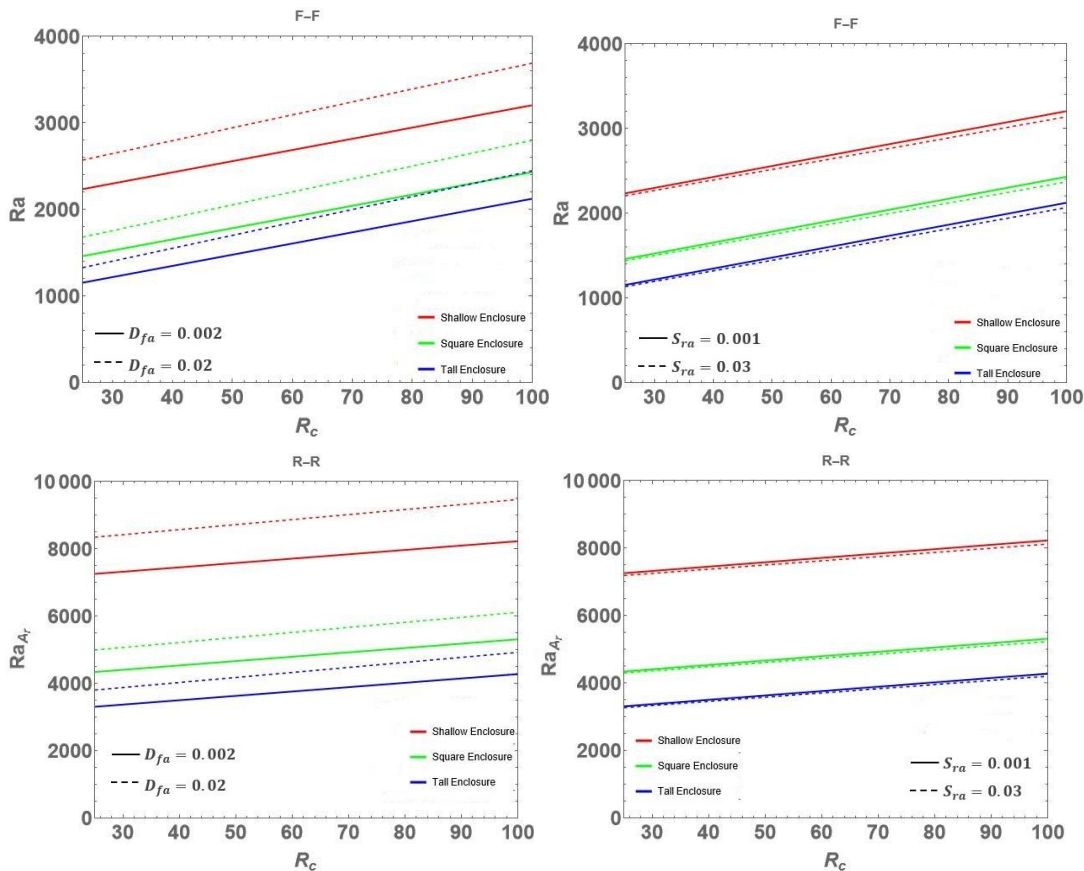 F–F
4000
3000
2000
1000
0
Ra
D_fa = 0.002
D_fa = 0.02
Shallow Enclosure
Square Enclosure
Tall Enclosure
30 40 50 60 70 80 90 100
R_c
F–F
4000
3000
2000
1000
0
Ra
S_ra = 0.001
S_ra = 0.03
Shallow Enclosure
Square Enclosure
Tall Enclosure
30 40 50 60 70 80 90 100
R_c
R–R
10 000
8000
6000
4000
2000
0
Ra_A_r
D_fa = 0.002
D_fa = 0.02
Shallow Enclosure
Square Enclosure
Tall Enclosure
30 40 50 60 70 80 90 100
R_c
R–R
10 000
8000
6000
4000
2000
0
Ra_A_r
Shallow Enclosure
Square Enclosure
Tall Enclosure
S_ra = 0.001
S_ra = 0.03
30 40 50 60 70 80 90 100
R_c